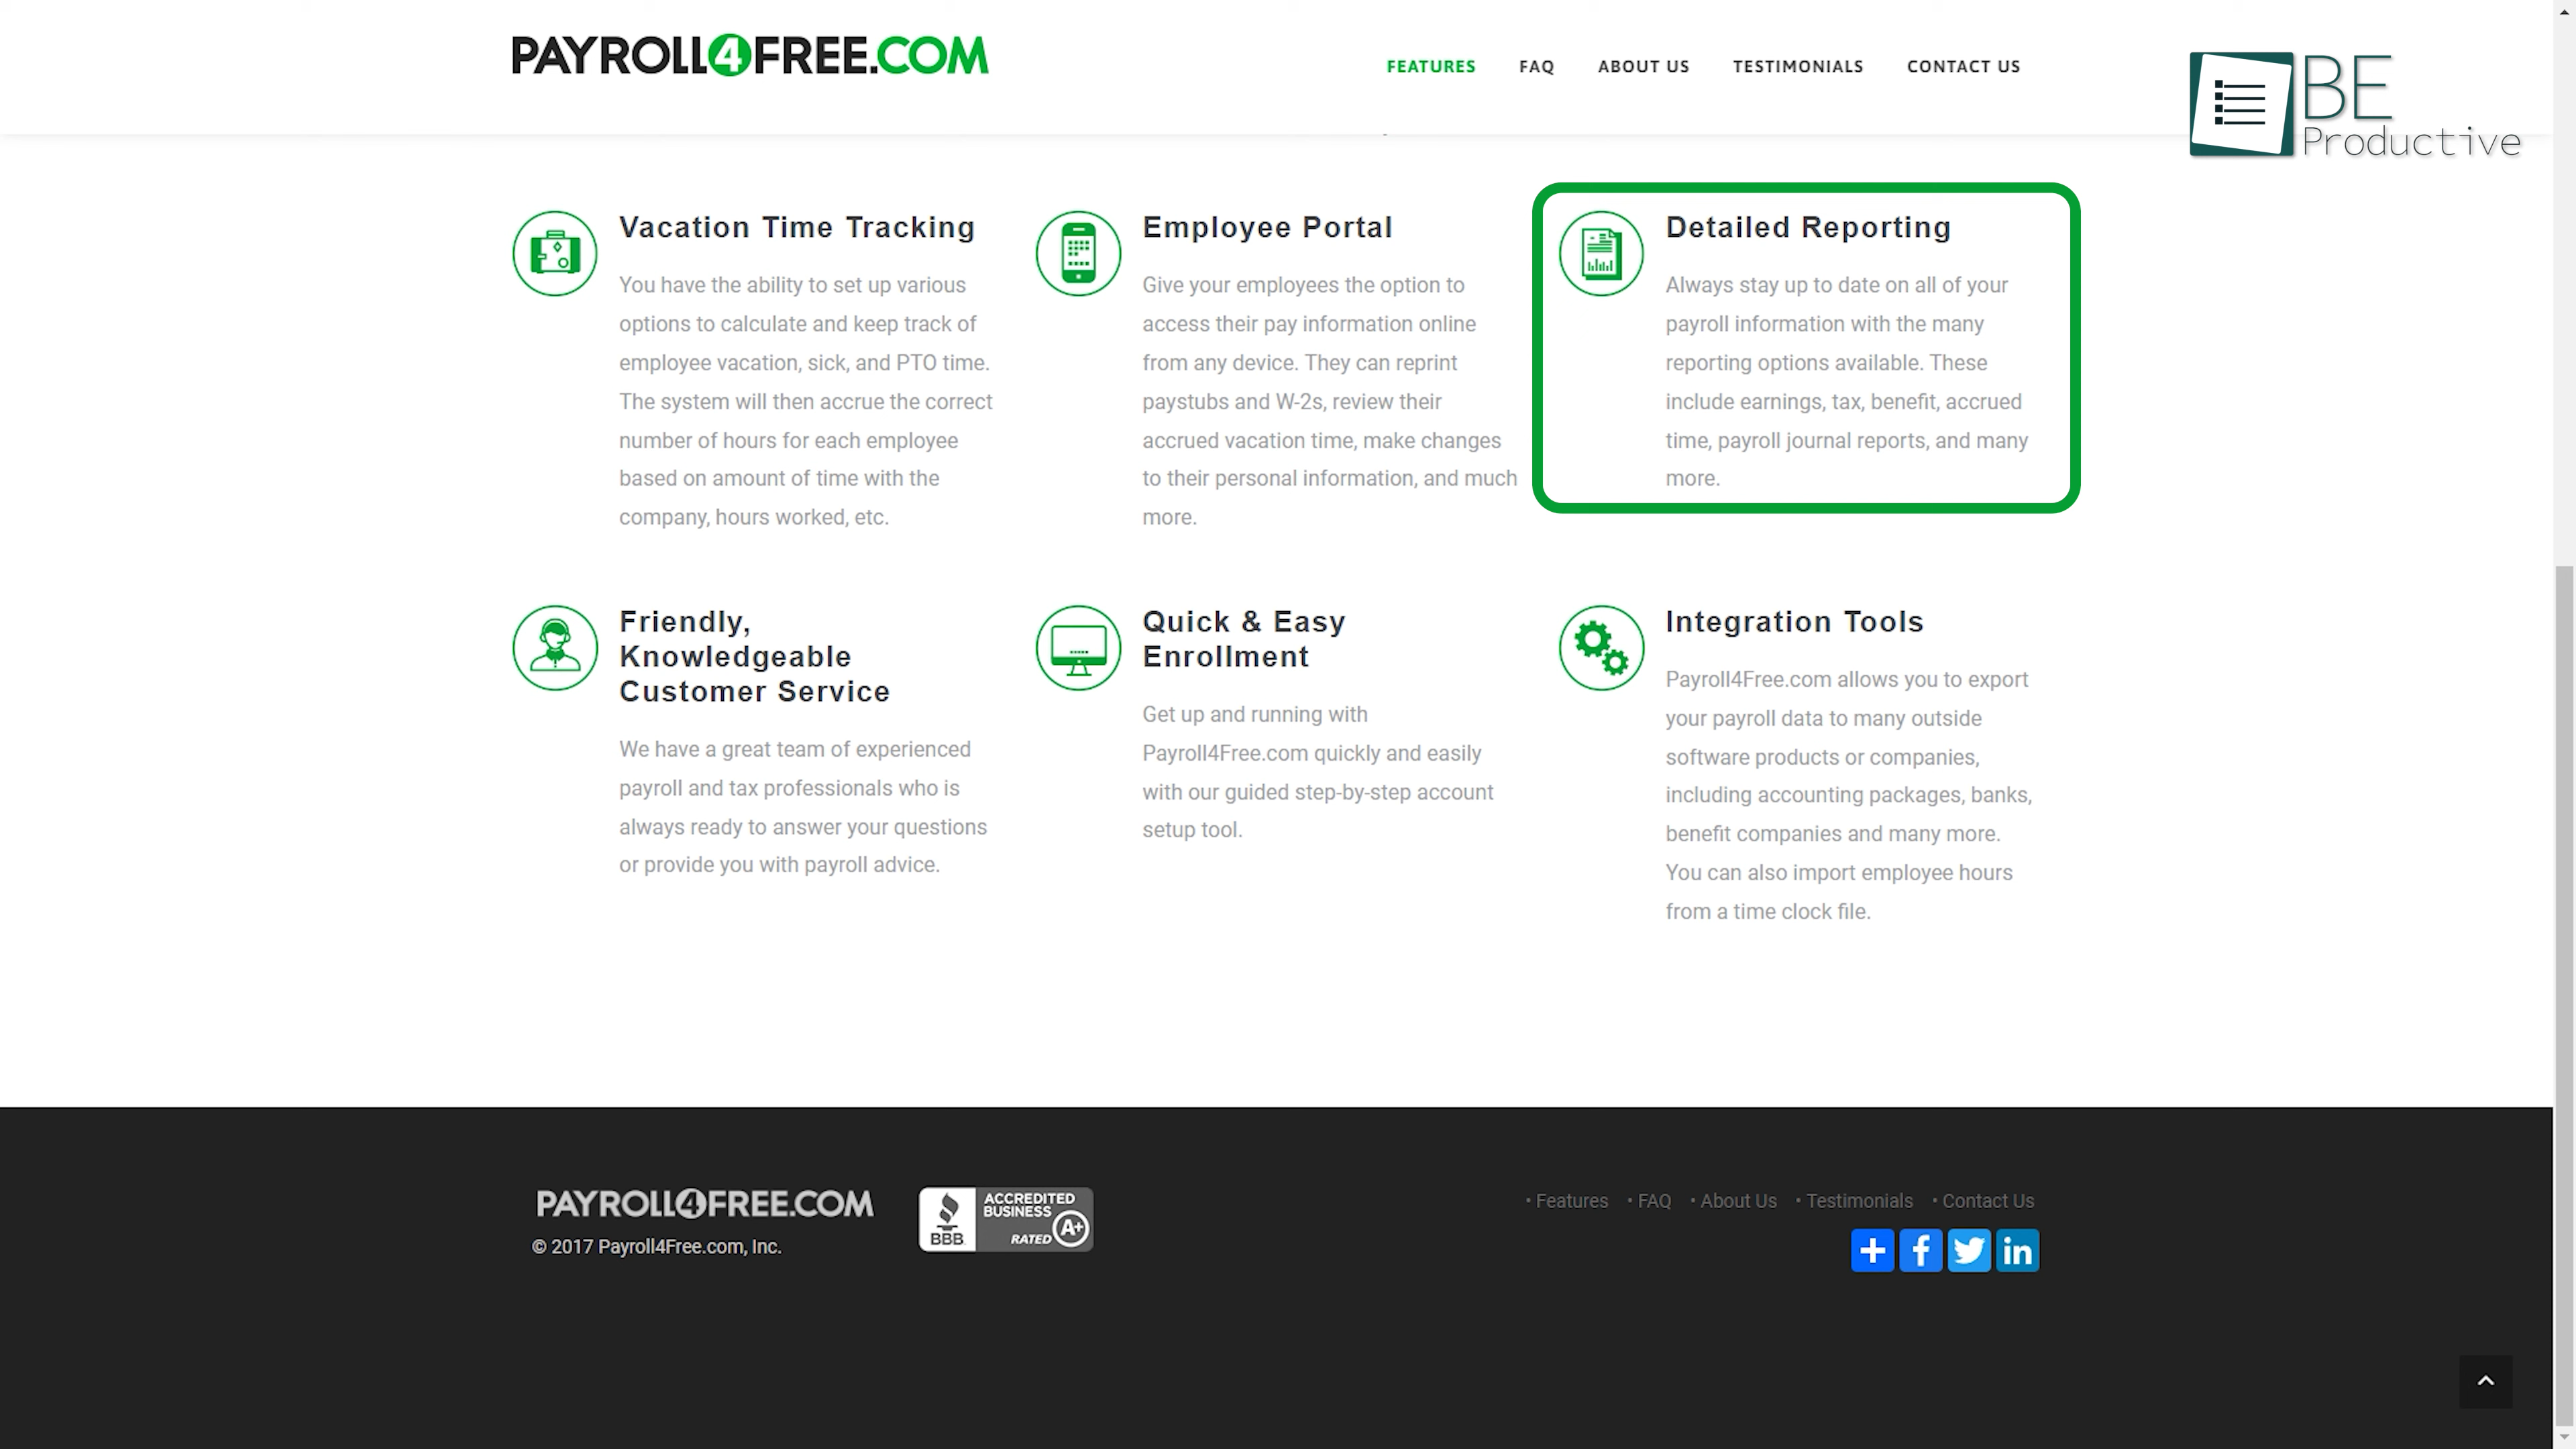 PAYROLL4FREE.COM
FEATURES FAQ ABOUT US TESTIMONIALS CONTACT US
BE
Productive
Vacation Time Tracking
You have the ability to set up various
options to calculate and keep track of
employee vacation, sick, and PTO time.
The system will then accrue the correct
number of hours for each employee
based on amount of time with the
company, hours worked, etc.
Employee Portal
Give your employees the option to
access their pay information online
from any device. They can reprint
paystubs and W-2s, review their
accrued vacation time, make changes
to their personal information, and much
more.
Detailed Reporting
Always stay up to date on all of your
payroll information with the many
reporting options available. These
include earnings, tax, benefit, accrued
time, payroll journal reports, and many
more.
Friendly,
Knowledgeable
Customer Service
We have a great team of experienced
payroll and tax professionals who is
always ready to answer your questions
or provide you with payroll advice.
Quick & Easy
Enrollment
Get up and running with
Payroll4Free.com quickly and easily
with our guided step-by-step account
setup tool.
Integration Tools
Payroll4Free.com allows you to export
your payroll data to many outside
software products or companies,
including accounting packages, banks,
benefit companies and many more.
You can also import employee hours
from a time clock file.
PAYROLL4FREE.COM
© 2017 Payroll4Free.com, Inc.
BBB
ACCREDITED
BUSINESS
RATED A+
• Features • FAQ • About Us • Testimonials • Contact Us